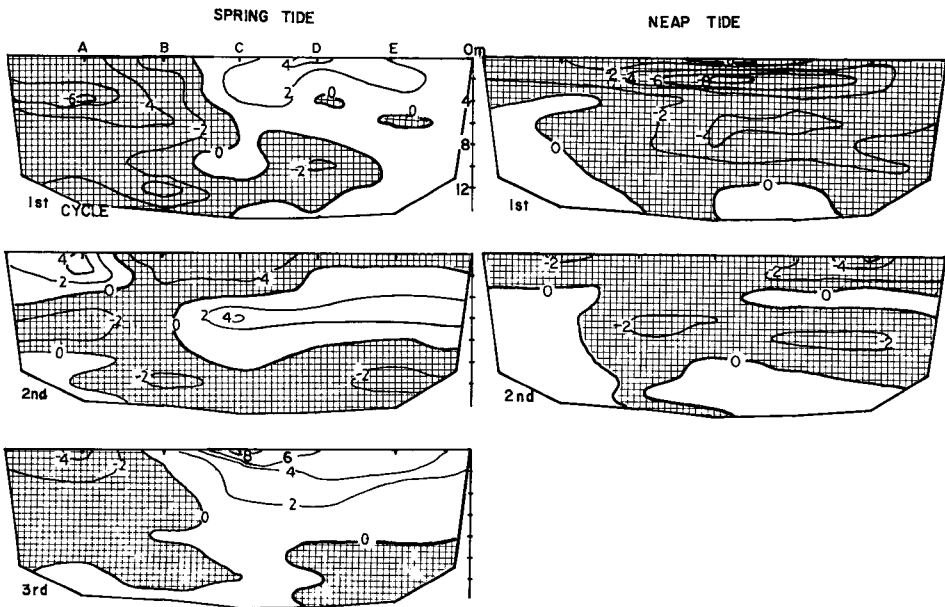 SPRING TIDE
NEAP TIDE
A B C D E 0m
4 2 0 0 -6 -4 -2 0 -2 4 8 12
1st CYCLE
-2 -4 -6 -8 -2 -4 0 0
1st
4 2 0 -4 -2 0 2 4 0 -2 -2
2nd
-2 -2 -4 0 0 -2 -2 0
2nd
-4 -2 8 6 4 2 0 0
3rd